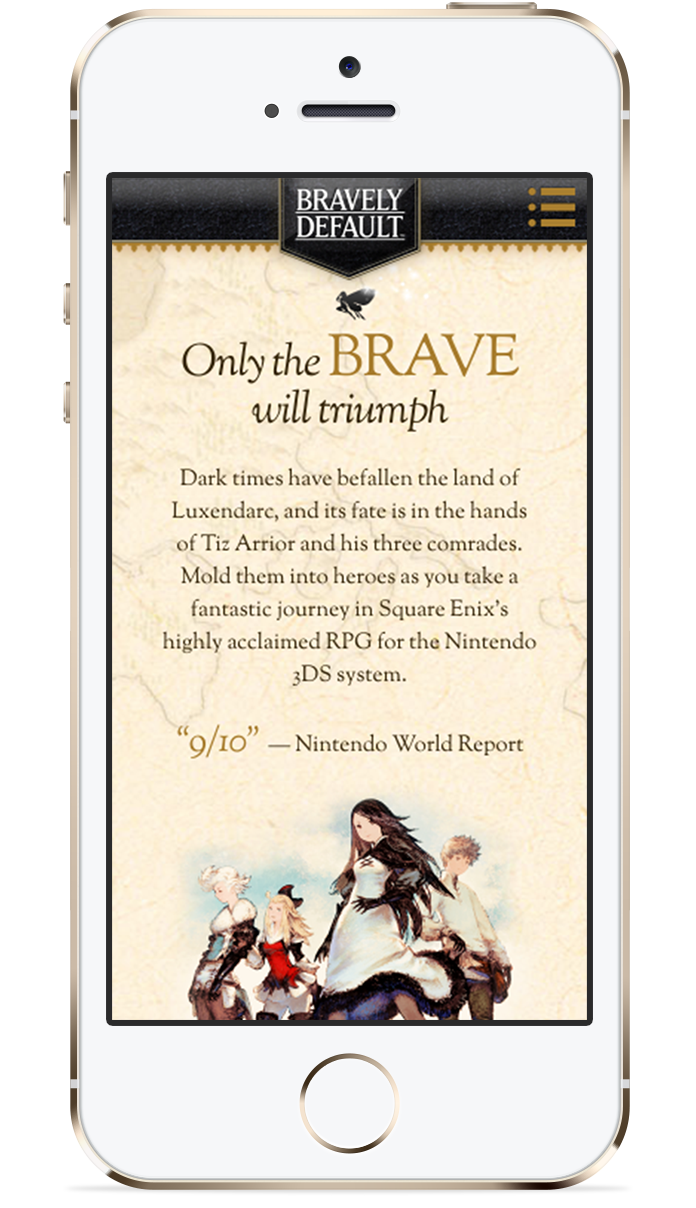 BRAVELY
DEFAULT
Only the BRAVE
will triumph
Dark times have befallen the land of
Luxendarc, and its fate is in the hands
of Tiz Arrior and his three comrades.
Mold them into heroes as you take a
fantastic journey in Square Enix’s
highly acclaimed RPG for the Nintendo
3DS system.
“9/10” — Nintendo World Report